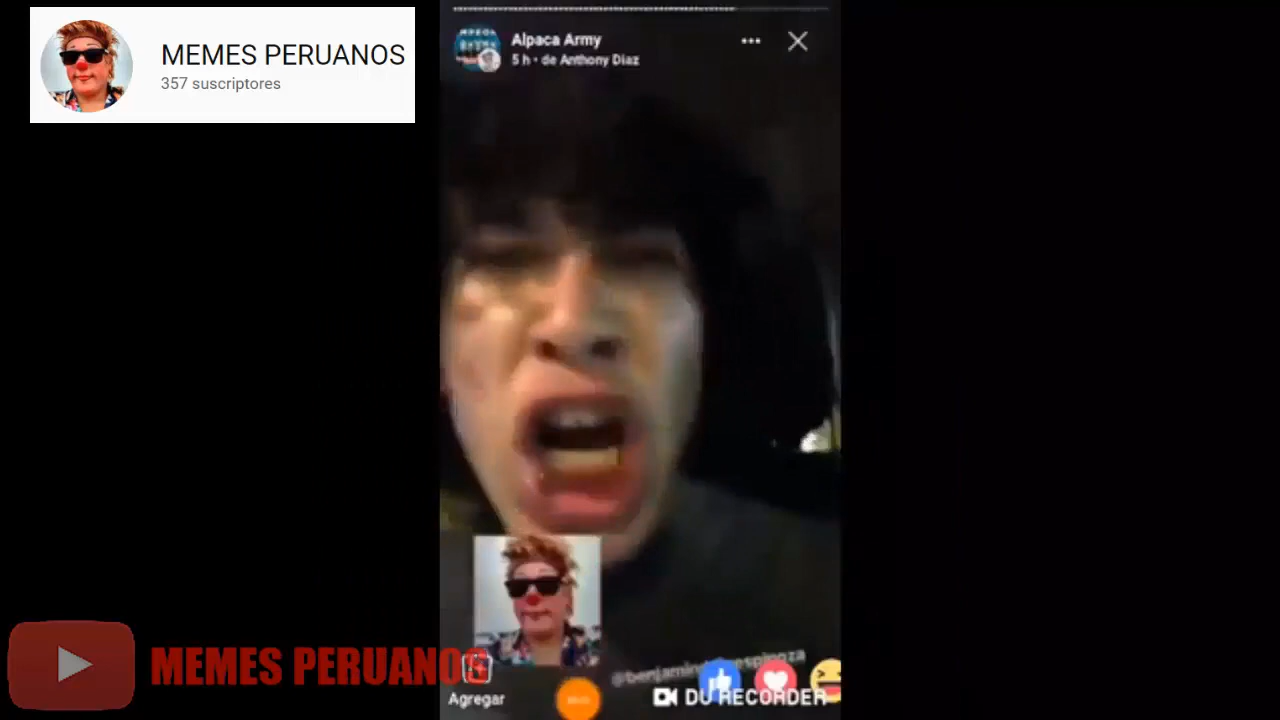 MEMES PERUANOS
357 suscriptores
Alpaca Army
5 h • de Anthony Diaz
Agregar
DU RECORDER
MEMES PERUANOS